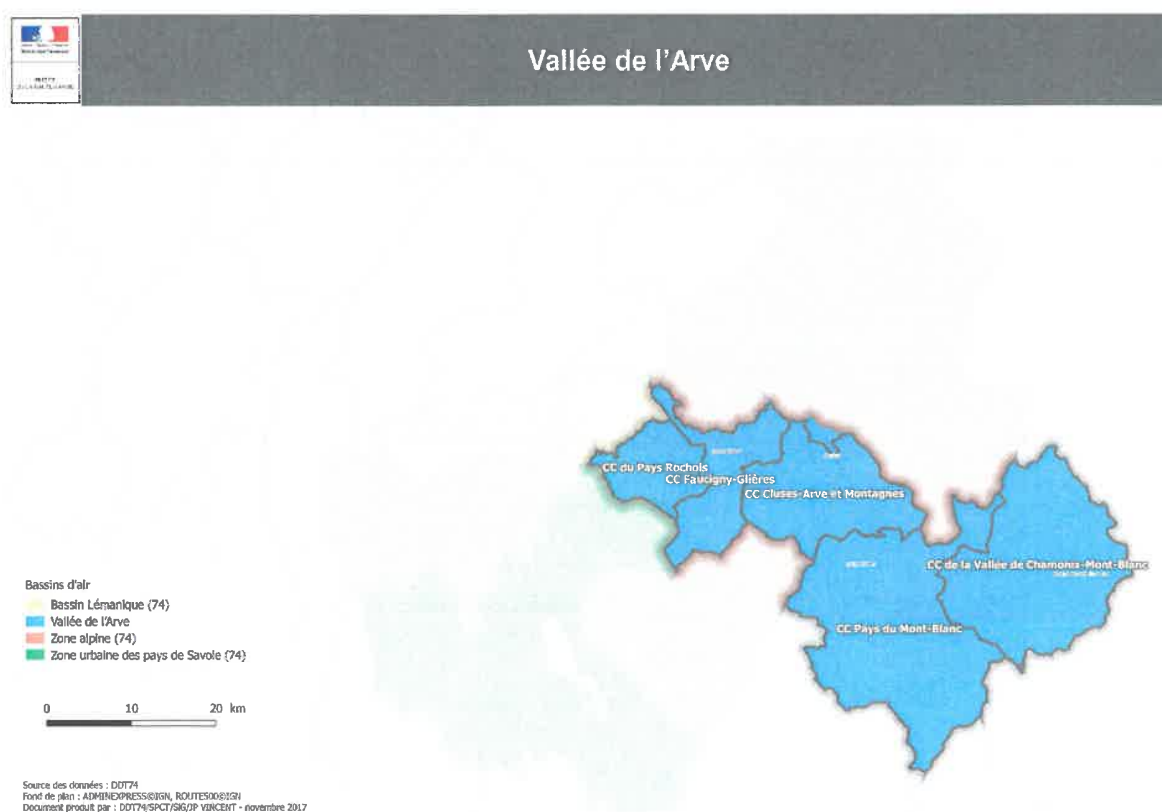 Vallée de l'Arve
CC du Pays Rochois
CC Faucigny-Glières
CC Cluses-Arve et Montagnes
CC de la Vallée de Chamonix-Mont-Blanc
CC Pays du Mont-Blanc
Bassins d'air
Bassin Lémanique (74)
Vallée de l'Arve
Zone alpine (74)
Zone urbaine des pays de Savoie (74)
0 10 20 km
Source des données : DDT74
Fond de plan : ADMINEXPRESS©IGN, ROUTE500©IGN
Document produit par : DDT74/SPCT/SIG/JP VINCENT - novembre 2017